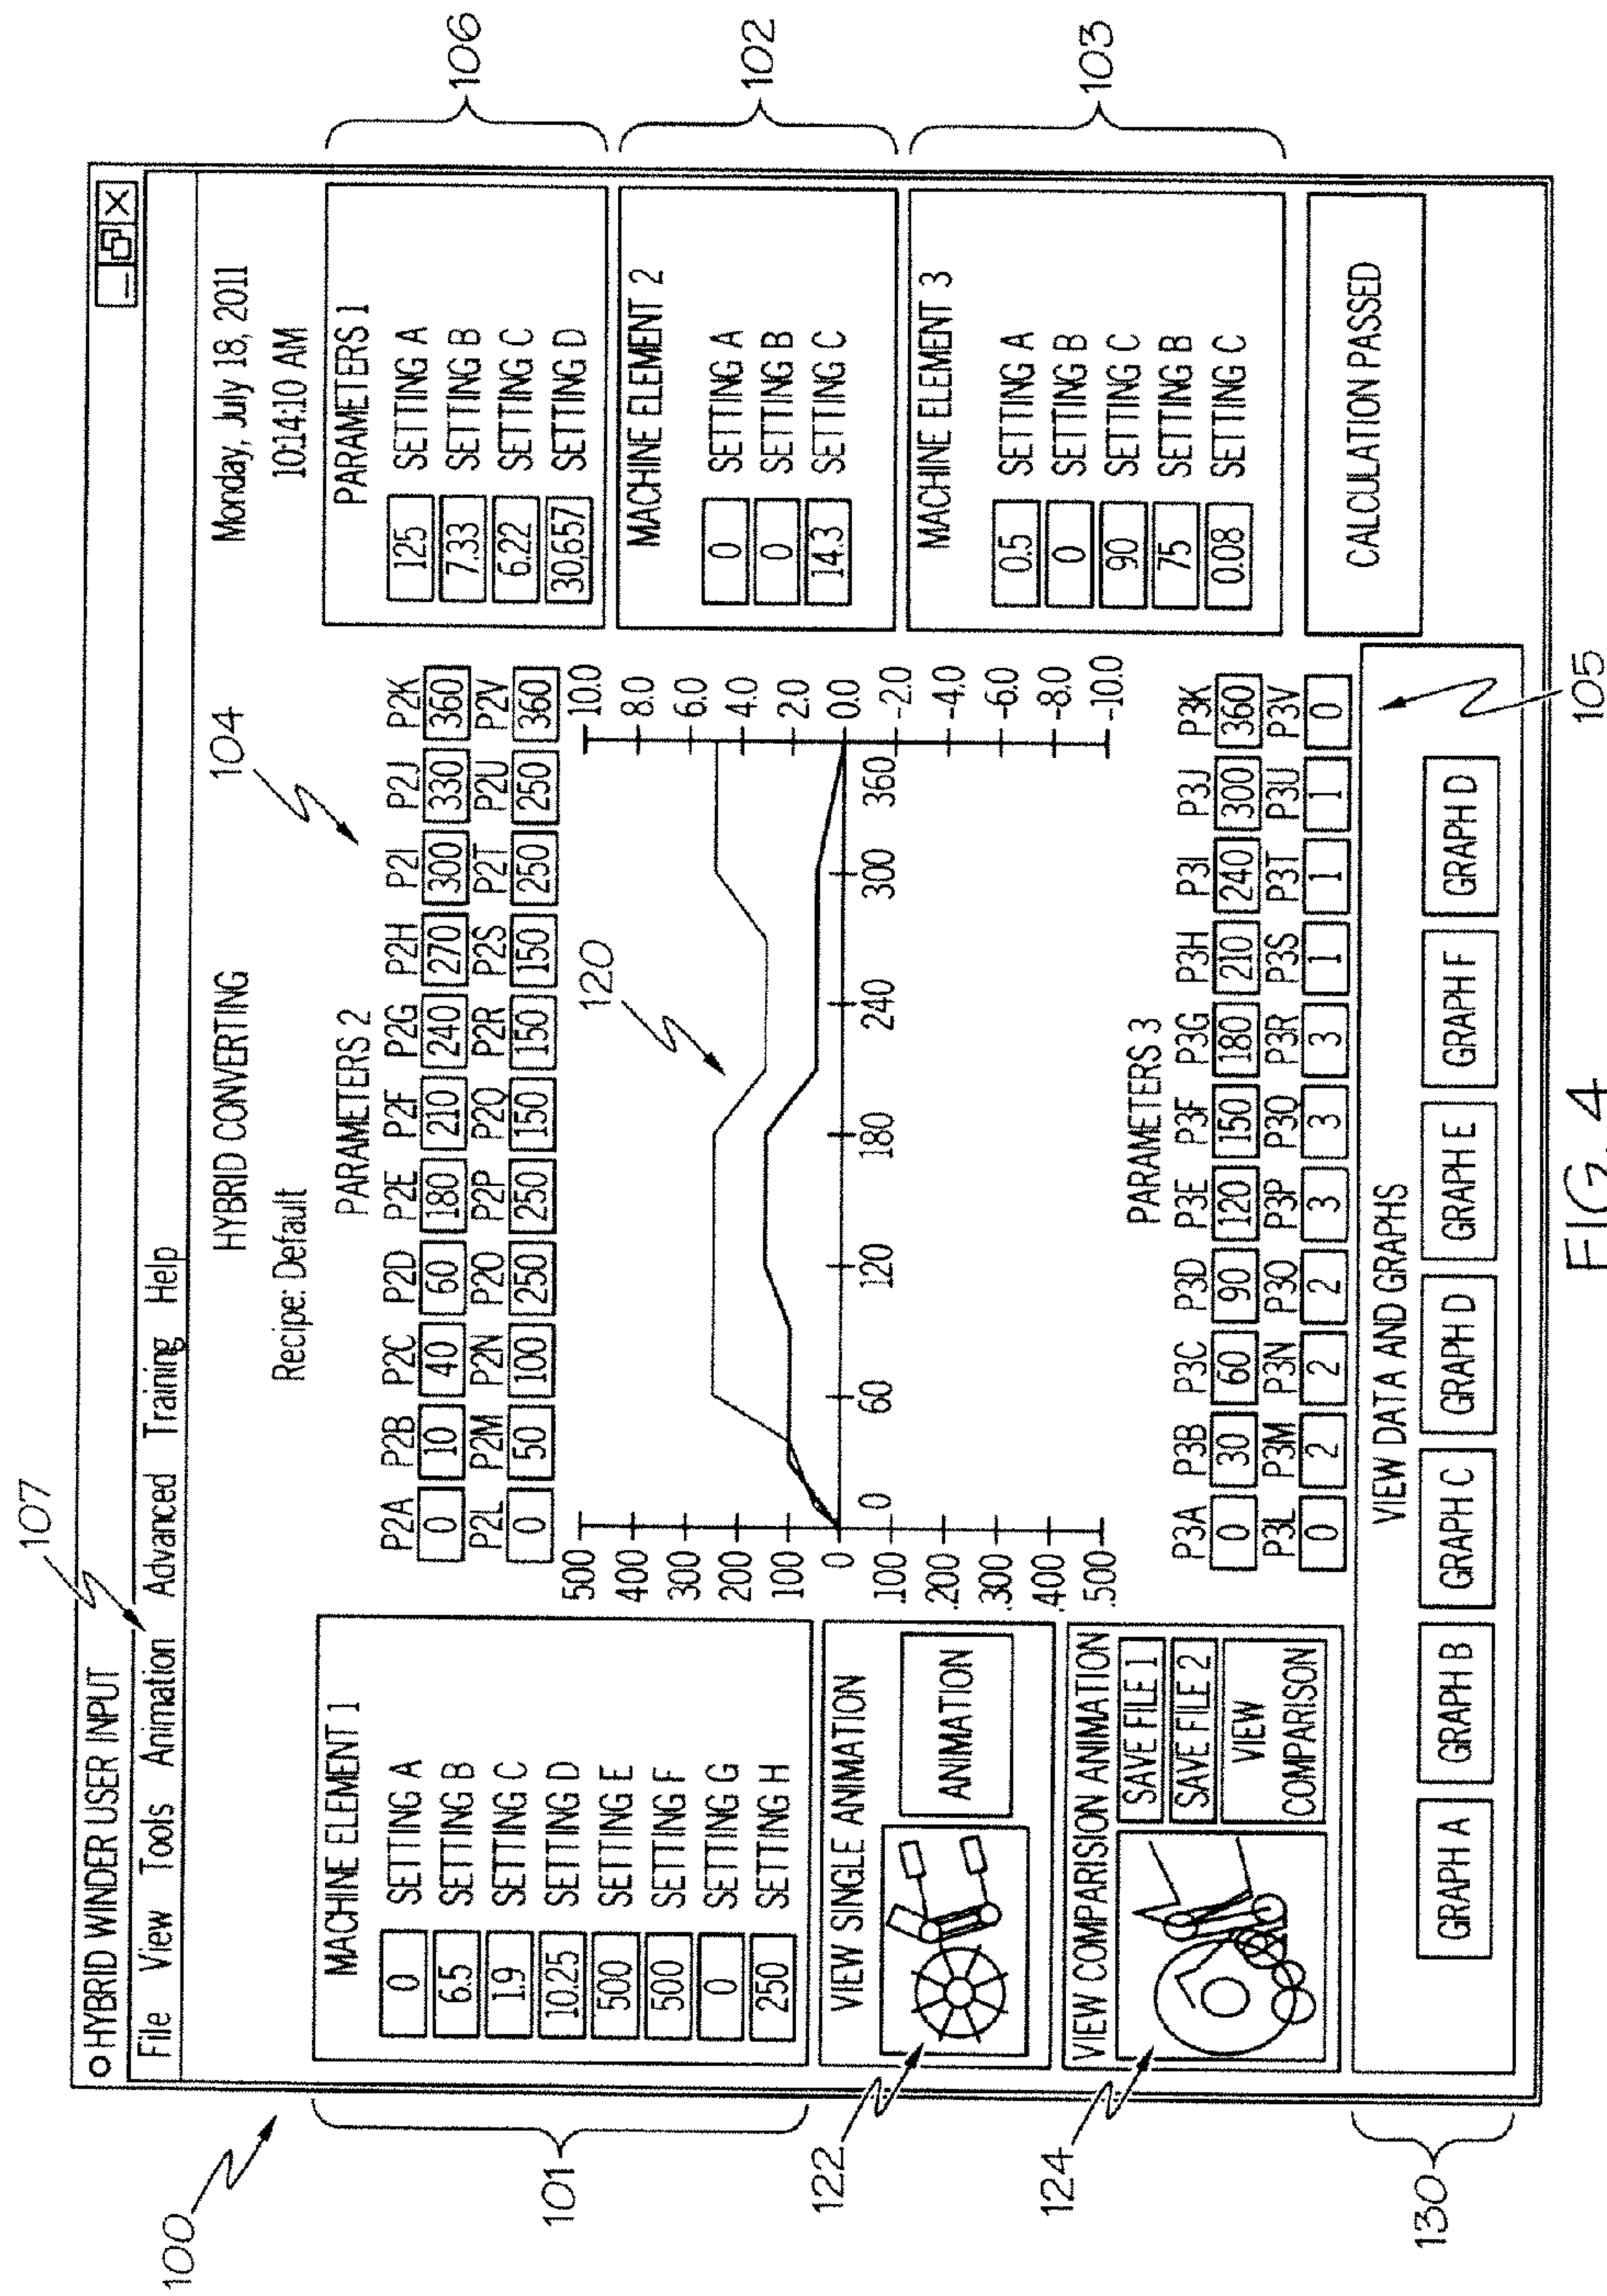 107
100
HYBRID WINDER USER INPUT
File View Tools Animation Advanced Training Help
HYBRID CONVERTING
Monday, July 18, 2011
10:14:10 AM
Recipe: Default
101
MACHINE ELEMENT 1
0 SETTING A
6.5 SETTING B
1.9 SETTING C
10.25 SETTING D
500 SETTING E
500 SETTING F
0 SETTING G
250 SETTING H
122
VIEW SINGLE ANIMATION
ANIMATION
124
VIEW COMPARISION ANIMATION
SAVE FILE 1
SAVE FILE 2
VIEW
COMPARISON
104
PARAMETERS 2
P2A P2B P2C P2D P2E P2F P2G P2H P2I P2J P2K
0 10 40 60 180 210 240 270 300 330 360
P2L P2M P2N P2O P2P P2Q P2R P2S P2T P2U P2V
0 50 100 250 250 150 150 150 250 250 360
120
500
400
300
200
100
0
.100
.200
.300
.400
.500
0 60 120 180 240 300 360
10.0
8.0
6.0
4.0
2.0
0.0
-2.0
-4.0
-6.0
-8.0
-10.0
PARAMETERS 3
P3A P3B P3C P3D P3E P3F P3G P3H P3I P3J P3K
0 30 60 90 120 150 180 210 240 300 360
P3L P3M P3N P3O P3P P3Q P3R P3S P3T P3U P3V
0 2 2 2 3 3 3 1 1 1 0
105
106
PARAMETERS 1
125 SETTING A
7.33 SETTING B
6.22 SETTING C
30,657 SETTING D
102
MACHINE ELEMENT 2
0 SETTING A
0 SETTING B
14.3 SETTING C
103
MACHINE ELEMENT 3
0.5 SETTING A
0 SETTING B
90 SETTING C
75 SETTING B
0.08 SETTING C
CALCULATION PASSED
130
VIEW DATA AND GRAPHS
GRAPH A GRAPH B GRAPH C GRAPH D GRAPH E GRAPH F GRAPH D
FIG. 4